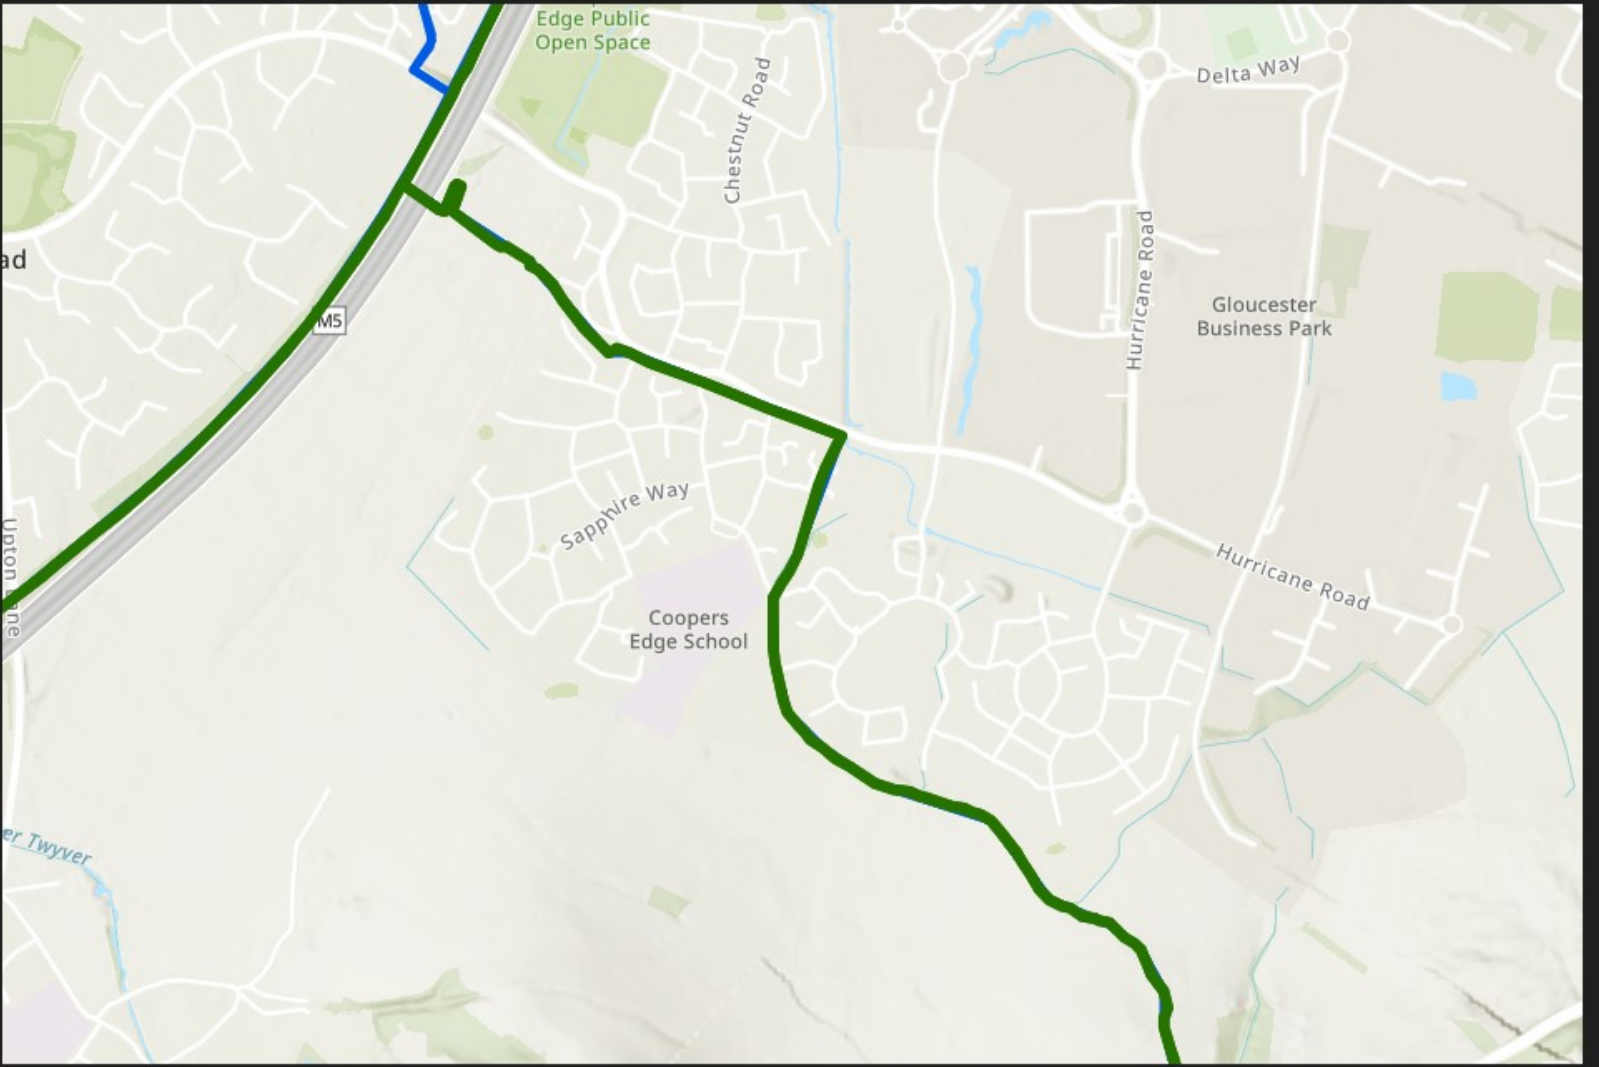 Edge Public
Open Space
Chestnut Road
Delta Way
ad
Hurricane Road
Gloucester
Business Park
M5
Sapphire Way
Upton Lane
Hurricane Road
Coopers
Edge School
er Twyver